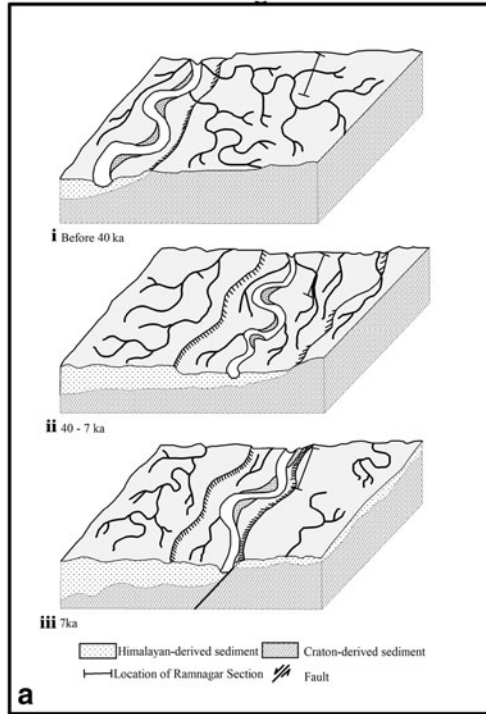 i Before 40 ka
ii 40 - 7 ka
iii 7ka
Himalayan-derived sediment Craton-derived sediment
Location of Ramnagar Section Fault
a